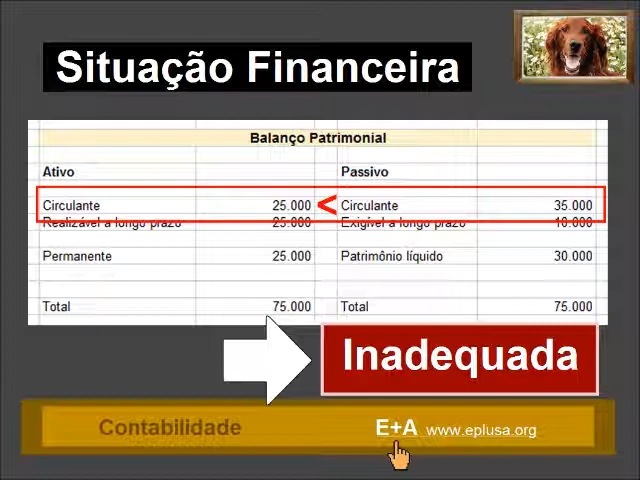 Situação Financeira
Balanço Patrimonial
Ativo Passivo
Circulante 25.000 < Circulante 35.000
Realizável a longo prazo 25.000 Exigível a longo prazo 10.000
Permanente 25.000 Patrimônio líquido 30.000
Total 75.000 Total 75.000
Inadequada
Contabilidade E+A www.eplusa.org